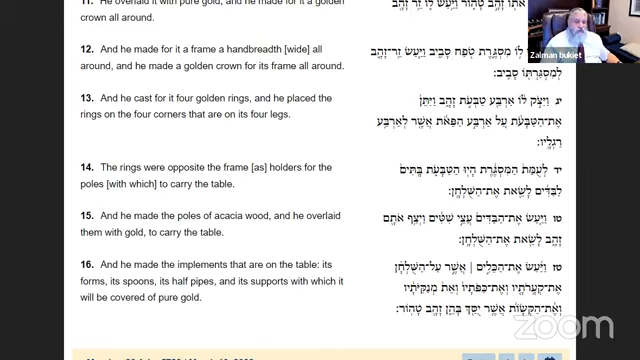 11. He overlaid it with pure gold, and he made for it a golden
crown all around.
12. And he made for it a frame a handbreadth [wide] all
around, and he made a golden crown for its frame all around.
13. And he cast for it four golden rings, and he placed the
rings on the four corners that are on its four legs.
14. The rings were opposite the frame [as] holders for the
poles [with which] to carry the table.
15. And he made the poles of acacia wood, and he overlaid
them with gold, to carry the table.
16. And he made the implements that are on the table: its
forms, its spoons, its half pipes, and its supports with which it
will be covered of pure gold.
אֹתוֹ זָהָב טָהוֹר וַיַּעַשׂ לוֹ זֵר זָהָב
לוֹ מִסְגֶּרֶת טֹפַח סָבִיב וַיַּעַשׂ זֵר־זָהָב
לְמִסְגַּרְתּוֹ סָבִיב:
יג וַיִּצֹק לוֹ אַרְבַּע טַבְּעֹת זָהָב וַיִּתֵּן
אֶת־הַטַּבָּעֹת עַל אַרְבַּע הַפֵּאֹת אֲשֶׁר לְאַרְבַּע
רַגְלָיו:
יד לְעֻמַּת הַמִּסְגֶּרֶת הָיוּ הַטַּבָּעֹת בָּתִּים
לַבַּדִּים לָשֵׂאת אֶת־הַשֻּׁלְחָן:
טו וַיַּעַשׂ אֶת־הַבַּדִּים עֲצֵי שִׁטִּים וַיְצַף אֹתָם
זָהָב לָשֵׂאת אֶת־הַשֻּׁלְחָן:
טז וַיַּעַשׂ אֶת־הַכֵּלִים | אֲשֶׁר עַל־הַשֻּׁלְחָן
אֶת־קְעָרֹתָיו וְאֶת־כַּפֹּתָיו וְאֵת מְנַקִּיֹּתָיו
וְאֶת־הַקְּשָׂוֹת אֲשֶׁר יֻסַּךְ בָּהֵן זָהָב טָהוֹר:
Zalman bukiet
zoom